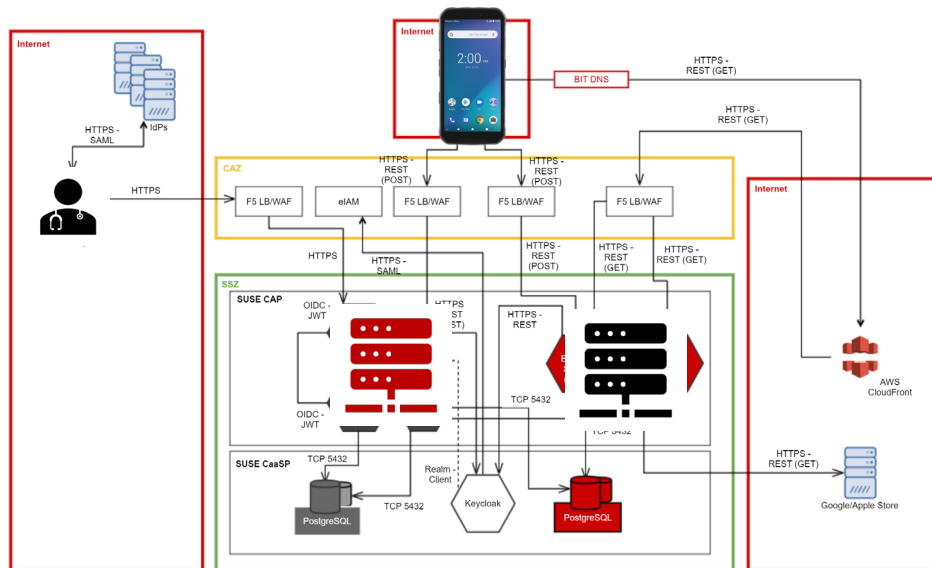 Internet
IdPs
HTTPS -
SAML
HTTPS
Internet
2:00
PM
BIT DNS
HTTPS -
REST (GET)
HTTPS -
REST (GET)
CAZ
HTTPS -
REST
(POST)
HTTPS -
REST
(POST)
F5 LB/WAF
eIAM
F5 LB/WAF
F5 LB/WAF
F5 LB/WAF
Internet
HTTPS
HTTPS -
SAML
HTTPS -
REST
(POST)
HTTPS -
REST
(GET)
HTTPS -
REST (GET)
SSZ
SUSE CAP
OIDC -
JWT
HTTPS -
REST
OIDC -
JWT
TCP 5432
TCP 5432
AWS
CloudFront
SUSE CaaSP
TCP 5432
Realm -
Client
TCP 5432
Keycloak
PostgreSQL
PostgreSQL
HTTPS -
REST (GET)
Google/Apple Store